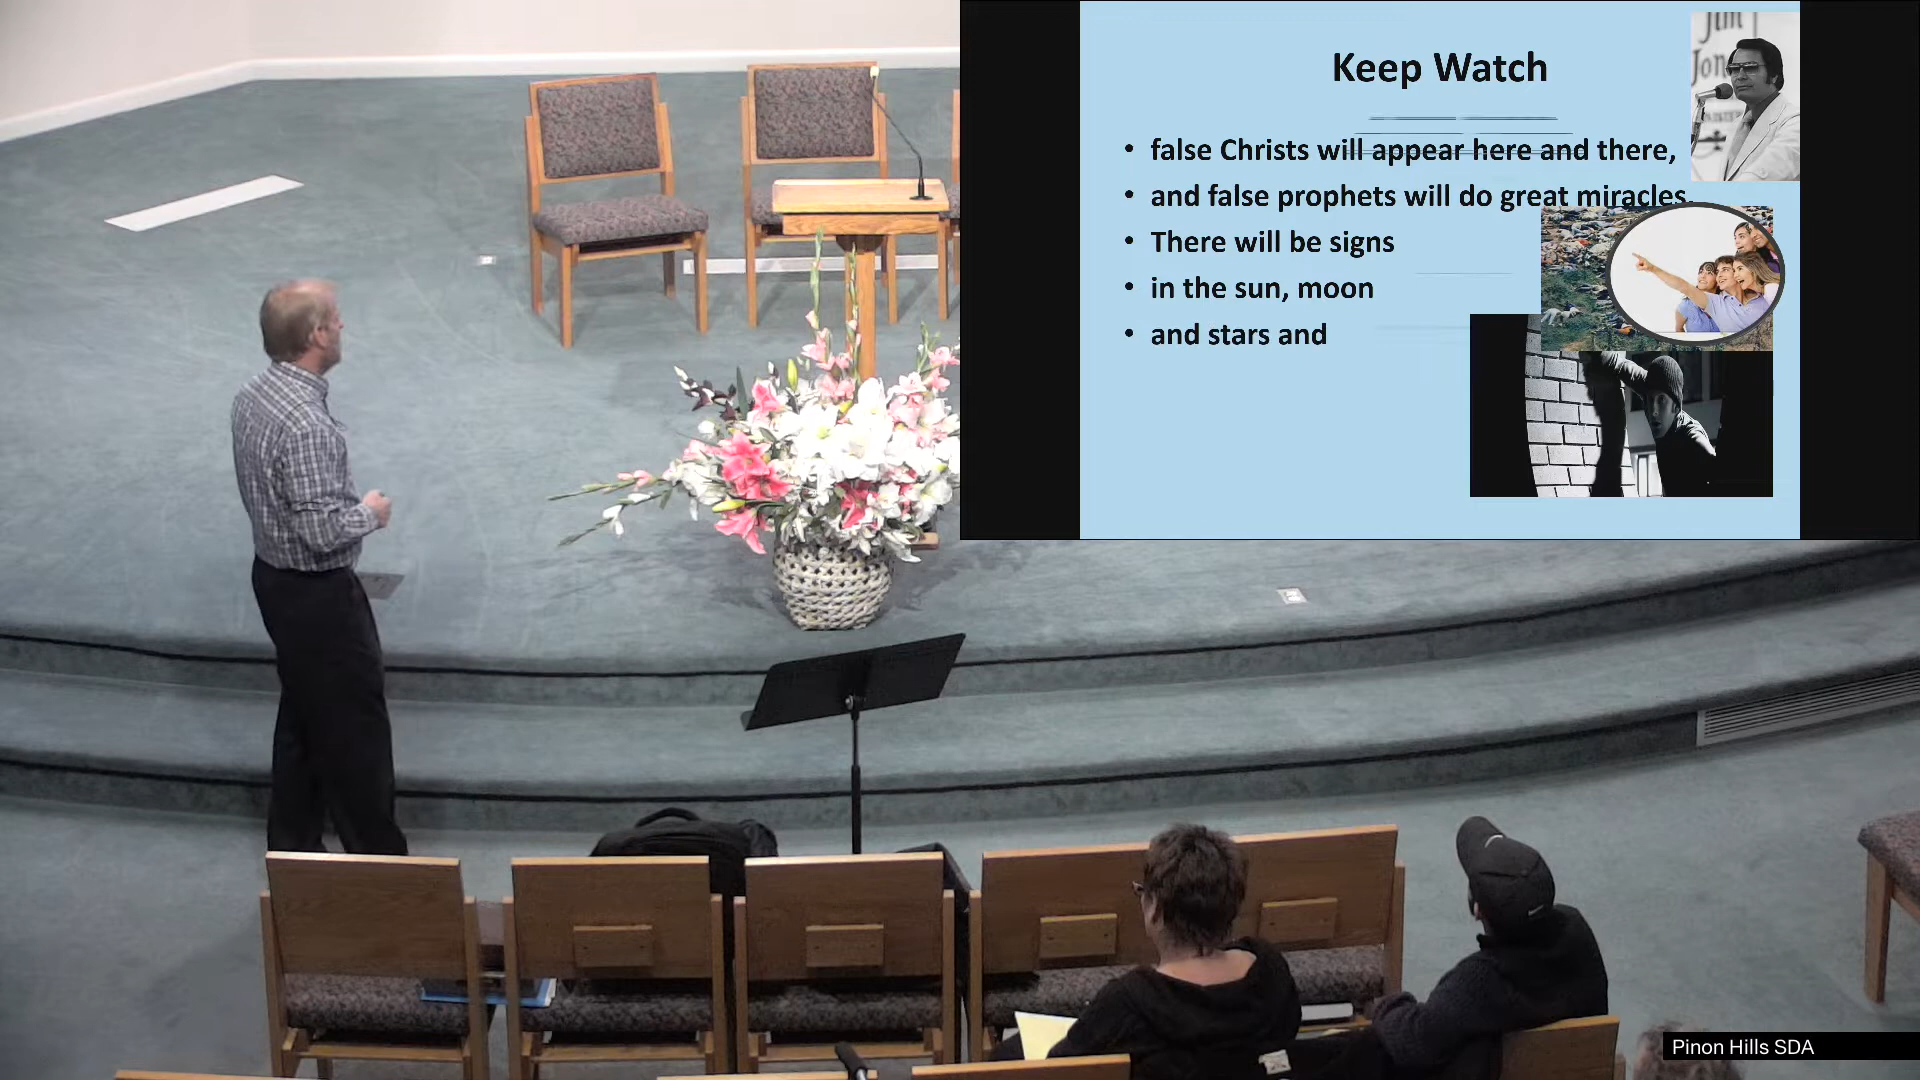 Keep Watch
• false Christs will appear here and there,
• and false prophets will do great miracles.
• There will be signs
• in the sun, moon
• and stars and
Jim
Pinon Hills SDA